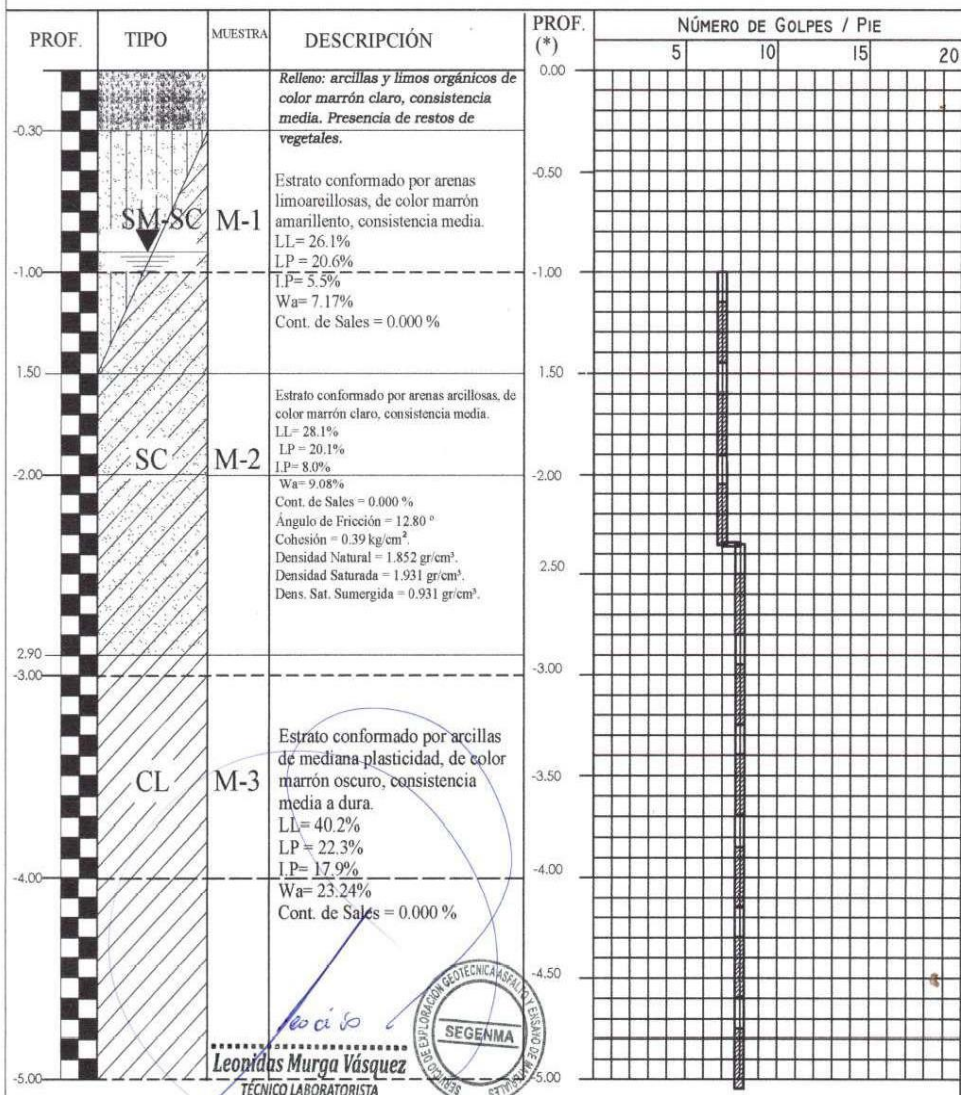 PROF.
TIPO
MUESTRA
DESCRIPCIÓN
PROF.
(*)
NÚMERO DE GOLPES / PIE
5 10 15 20
Relleno: arcillas y limos orgánicos de
color marrón claro, consistencia
media. Presencia de restos de
vegetales.
-0.30
SM-SC
M-1
Estrato conformado por arenas
limoarcillosas, de color marrón
amarillento, consistencia media.
LL= 26.1%
LP = 20.6%
-1.00
I.P= 5.5%
Wa= 7.17%
Cont. de Sales = 0.000 %
1.50
SC
M-2
Estrato conformado por arenas arcillosas, de
color marrón claro, consistencia media.
LL= 28.1%
LP = 20.1%
I.P= 8.0%
-2.00
Wa= 9.08%
Cont. de Sales = 0.000 %
Ángulo de Fricción = 12.80 °
Cohesión = 0.39 kg/cm².
Densidad Natural = 1.852 gr/cm³.
Densidad Saturada = 1.931 gr/cm³.
Dens. Sat. Sumergida = 0.931 gr/cm³.
2.90
-3.00
CL
M-3
Estrato conformado por arcillas
de mediana plasticidad, de color
marrón oscuro, consistencia
media a dura.
LL= 40.2%
LP = 22.3%
I.P= 17.9%
-4.00
Wa= 23.24%
Cont. de Sales = 0.000 %
-5.00
0.00
-0.50
-1.00
1.50
-2.00
2.50
-3.00
-3.50
-4.00
-4.50
-5.00
SERVICIO DE EXPLORACIÓN GEOTECNICA ASFALTO Y ENSAYO DE MATERIALES
SEGENMA
Leonidas Murga Vásquez
TÉCNICO LABORATORISTA